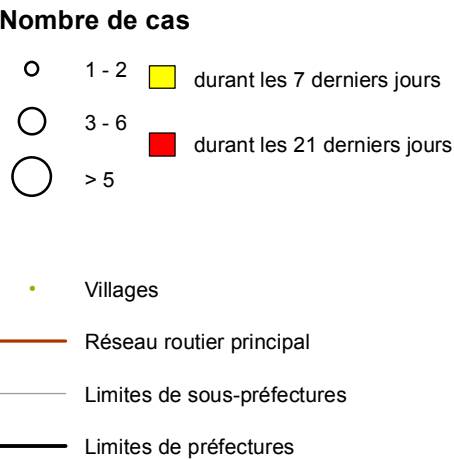 Nombre de cas
1 - 2
durant les 7 derniers jours
3 - 6
durant les 21 derniers jours
> 5
Villages
Réseau routier principal
Limites de sous-préfectures
Limites de préfectures